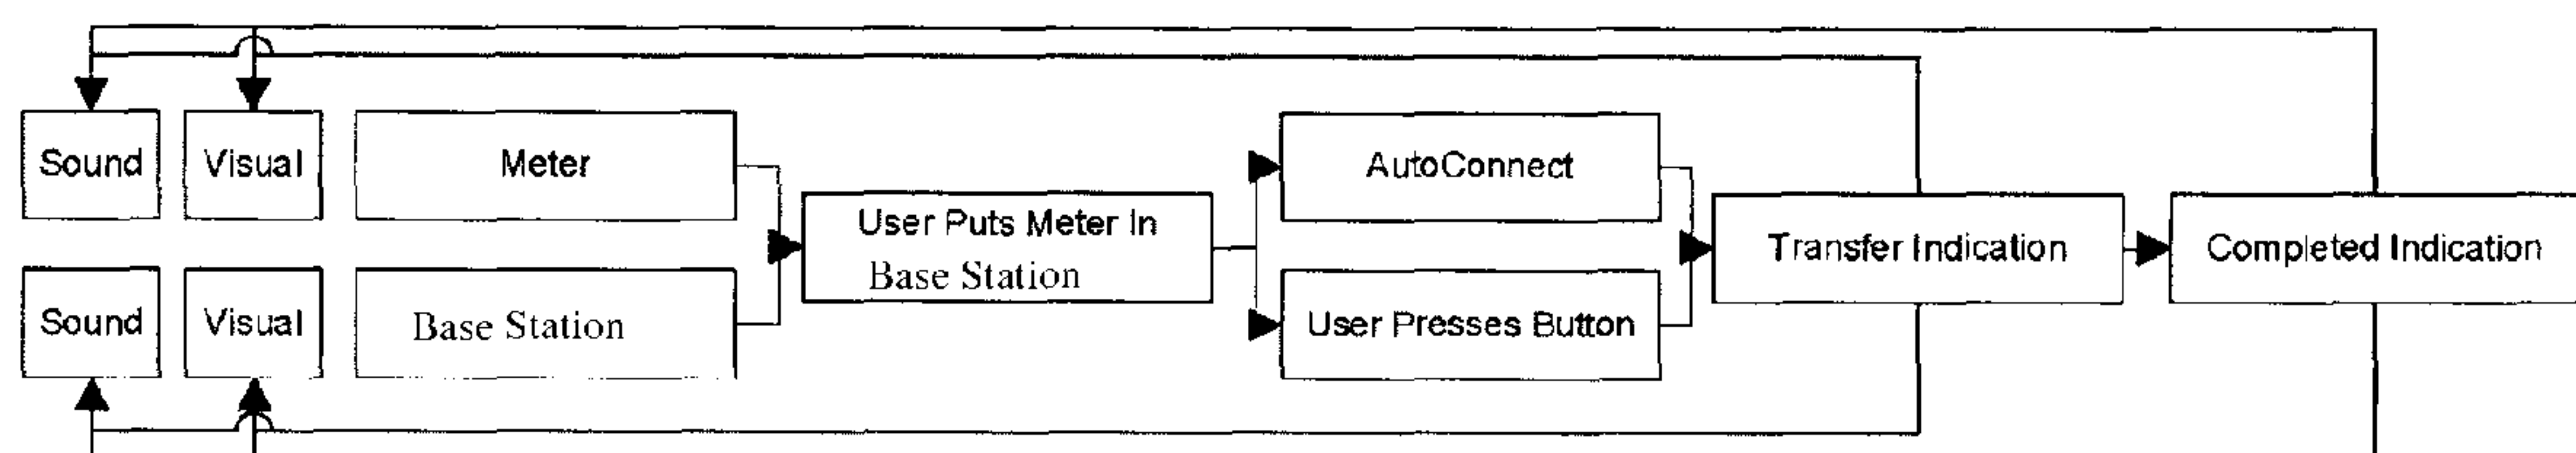 Sound
Visual
Meter
AutoConnect
User Puts Meter In
Base Station
Transfer Indication
Completed Indication
Sound
Visual
Base Station
User Presses Button